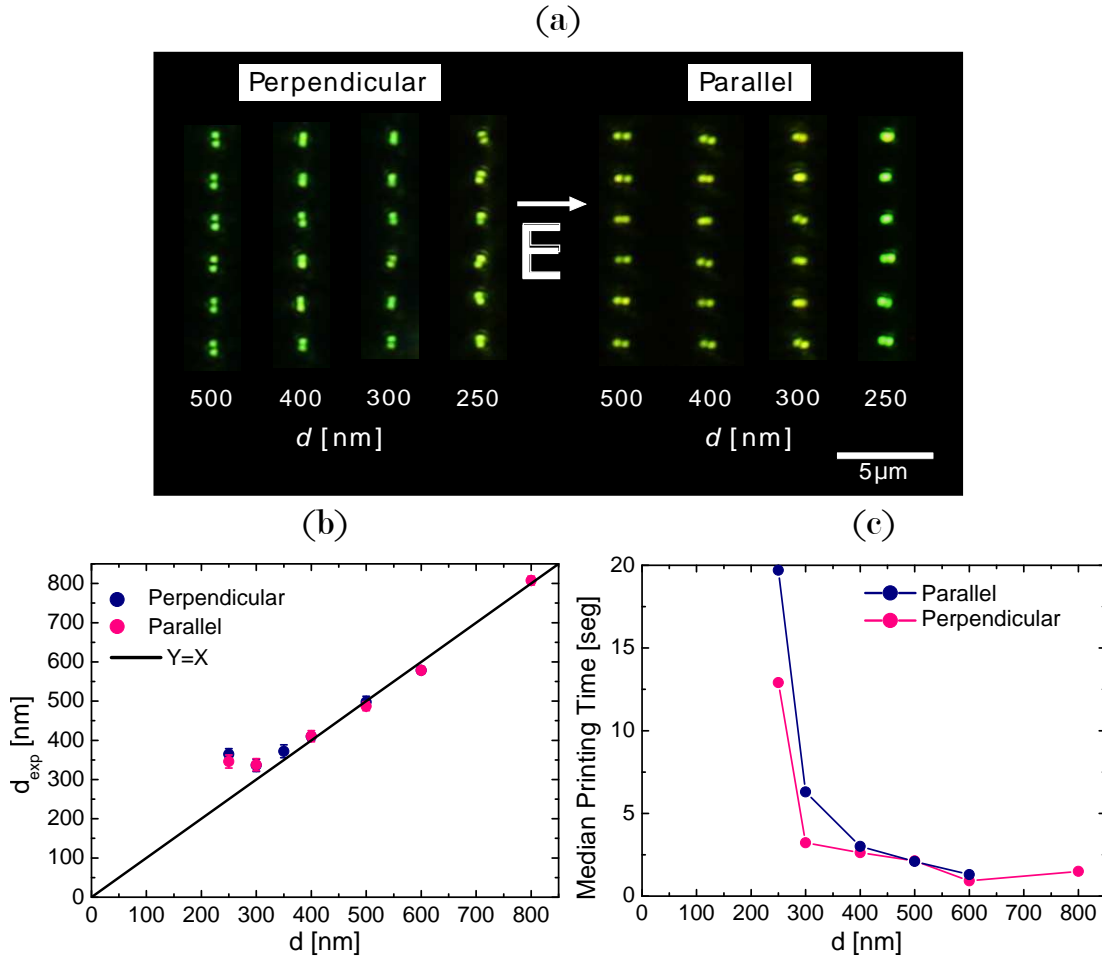 (a)
Perpendicular
Parallel
E
500 400 300 250
500 400 300 250
d [nm]
d [nm]
5µm
(b)
Perpendicular
Parallel
Y=X
800
700
600
500
400
300
200
100
0
d_exp [nm]
0 100 200 300 400 500 600 700 800
d [nm]
(c)
Parallel
Perpendicular
20
15
10
5
0
Median Printing Time [seg]
0 100 200 300 400 500 600 700 800
d [nm]